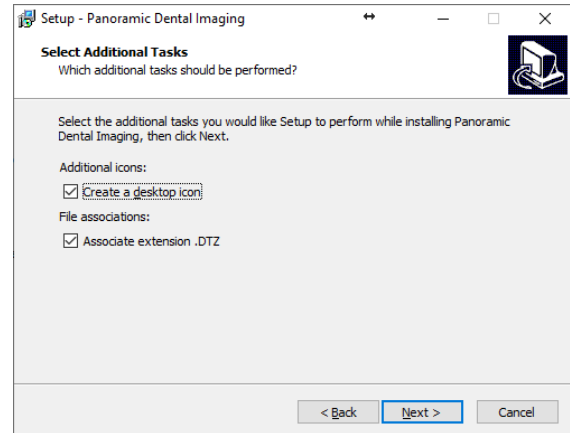 Setup - Panoramic Dental Imaging
Select Additional Tasks
Which additional tasks should be performed?
Select the additional tasks you would like Setup to perform while installing Panoramic
Dental Imaging, then click Next.
Additional icons:
Create a desktop icon
File associations:
Associate extension .DTZ
< Back
Next >
Cancel